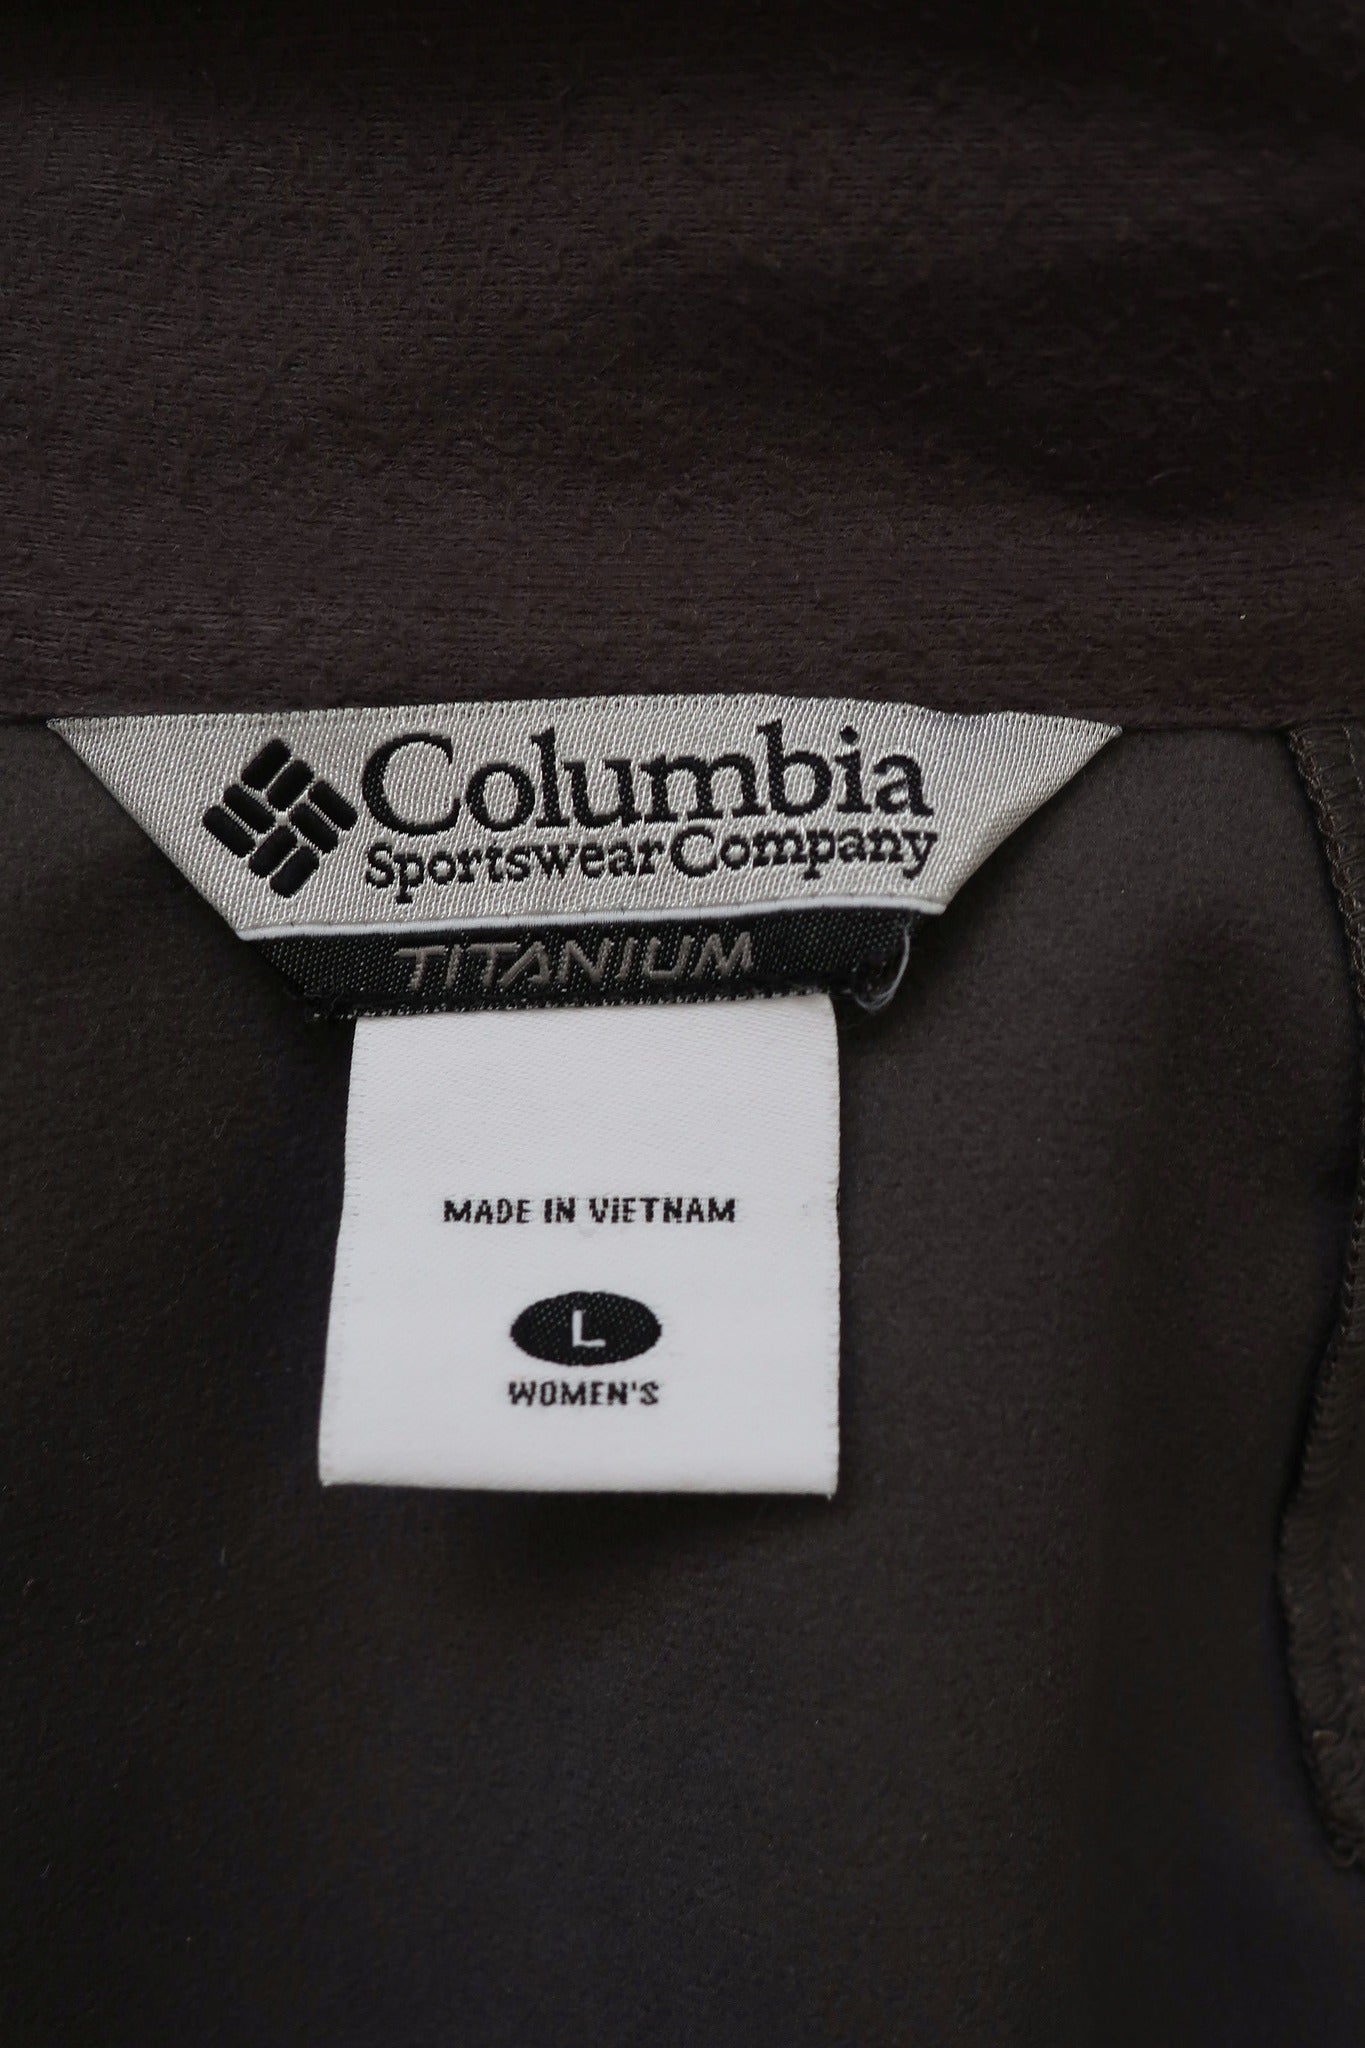 Columbia
Sportswear Company
TITANIUM
MADE IN VIETNAM
L
WOMEN'S